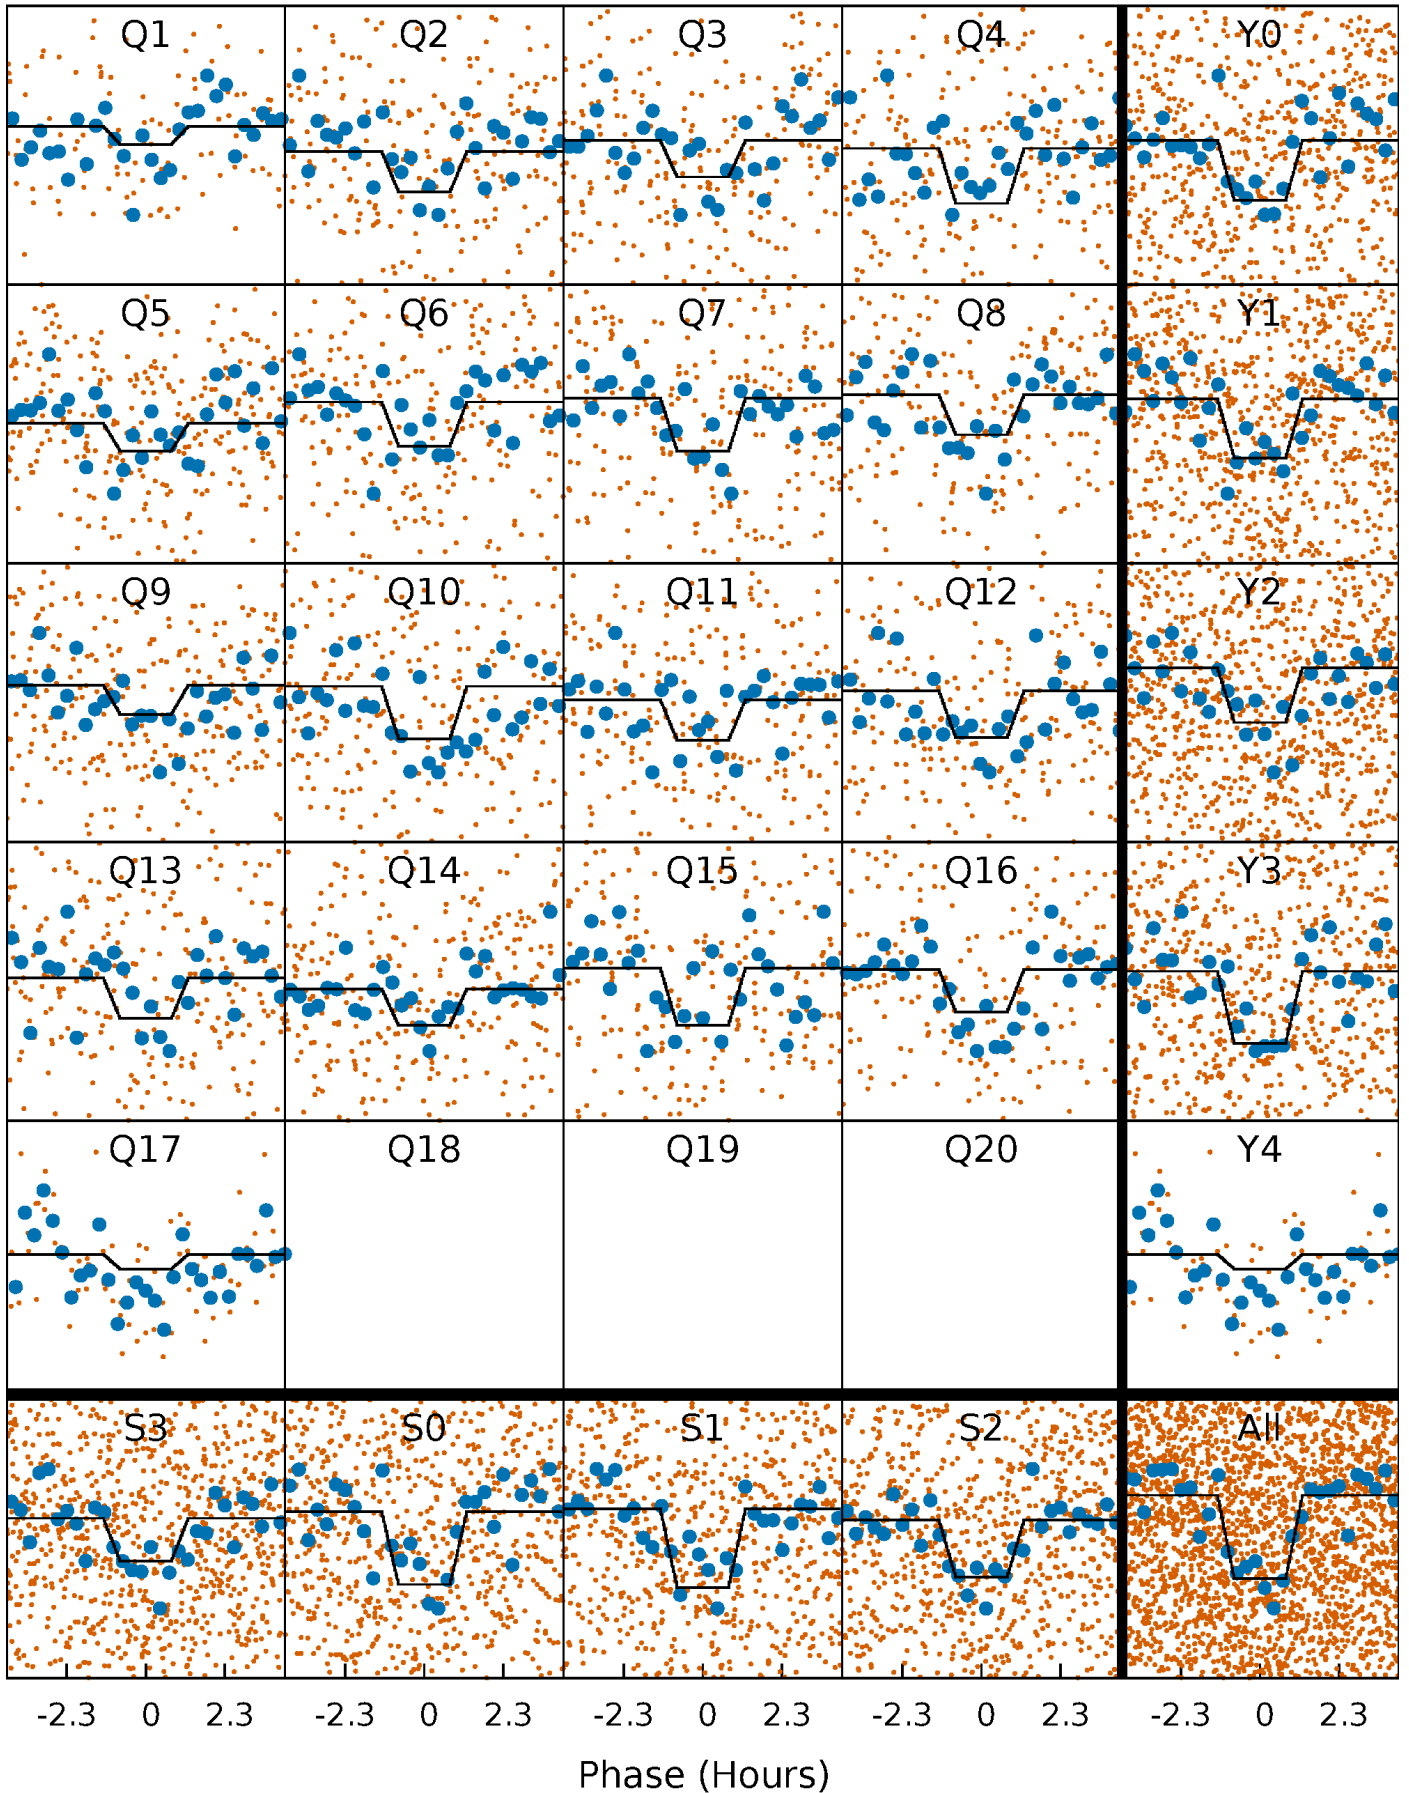 Q1 Q2 Q3 Q4 Y0
Q5 Q6 Q7 Q8 Y1
Q9 Q10 Q11 Q12 Y2
Q13 Q14 Q15 Q16 Y3
Q17 Q18 Q19 Q20 Y4
S3 S0 S1 S2 All
-2.3 0 2.3 -2.3 0 2.3 -2.3 0 2.3 -2.3 0 2.3 -2.3 0 2.3
Phase (Hours)